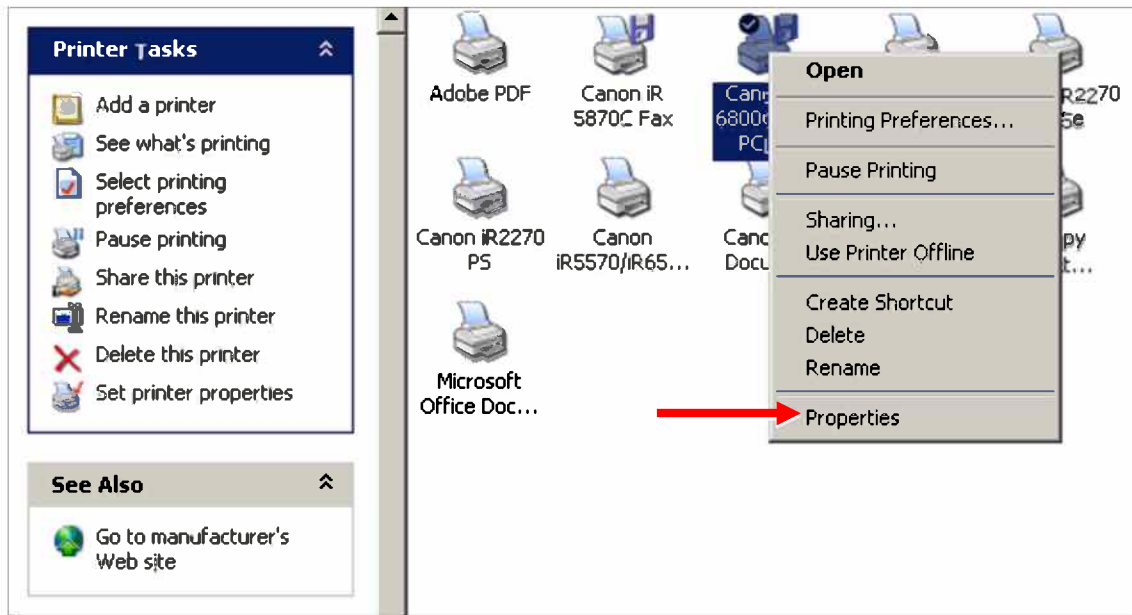 Printer Tasks
Add a printer
See what's printing
Select printing
preferences
Pause printing
Share this printer
Rename this printer
Delete this printer
Set printer properties
See Also
Go to manufacturer's
Web site
Adobe PDF
Canon iR
5870C Fax
Canon iR2270
PS
Canon
iR5570/iR65...
Microsoft
Office Doc...
Open
Printing Preferences...
Pause Printing
Sharing...
Use Printer Offline
Create Shortcut
Delete
Rename
Properties